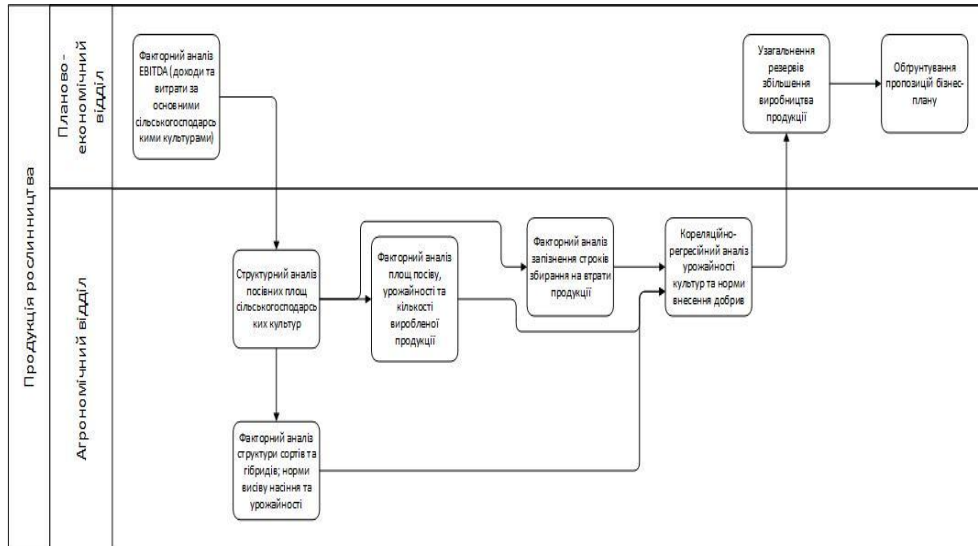 Продукція рослинництва
Планово-
економічний
відділ
Факторний аналіз
EBITDA (доходи та
витрати за
основними
сільськогосподарсь
кими культурами)
Узагальнення
резервів
збільшення
виробництва
продукції
Обґрунтування
пропозицій бізнес-
плану
Агрономічний відділ
Структурний аналіз
посівних площ
сільськогосподарсь
ких культур
Факторний аналіз
площ посіву,
урожайності та
кількості
виробленої
продукції
Факторний аналіз
запізнення строків
збирання на втрати
продукції
Кореляційно-
регресійний аналіз
урожайності
культур та норми
внесення добрив
Факторний аналіз
структури сортів та
гібридів; норми
висіву насіння та
урожайності